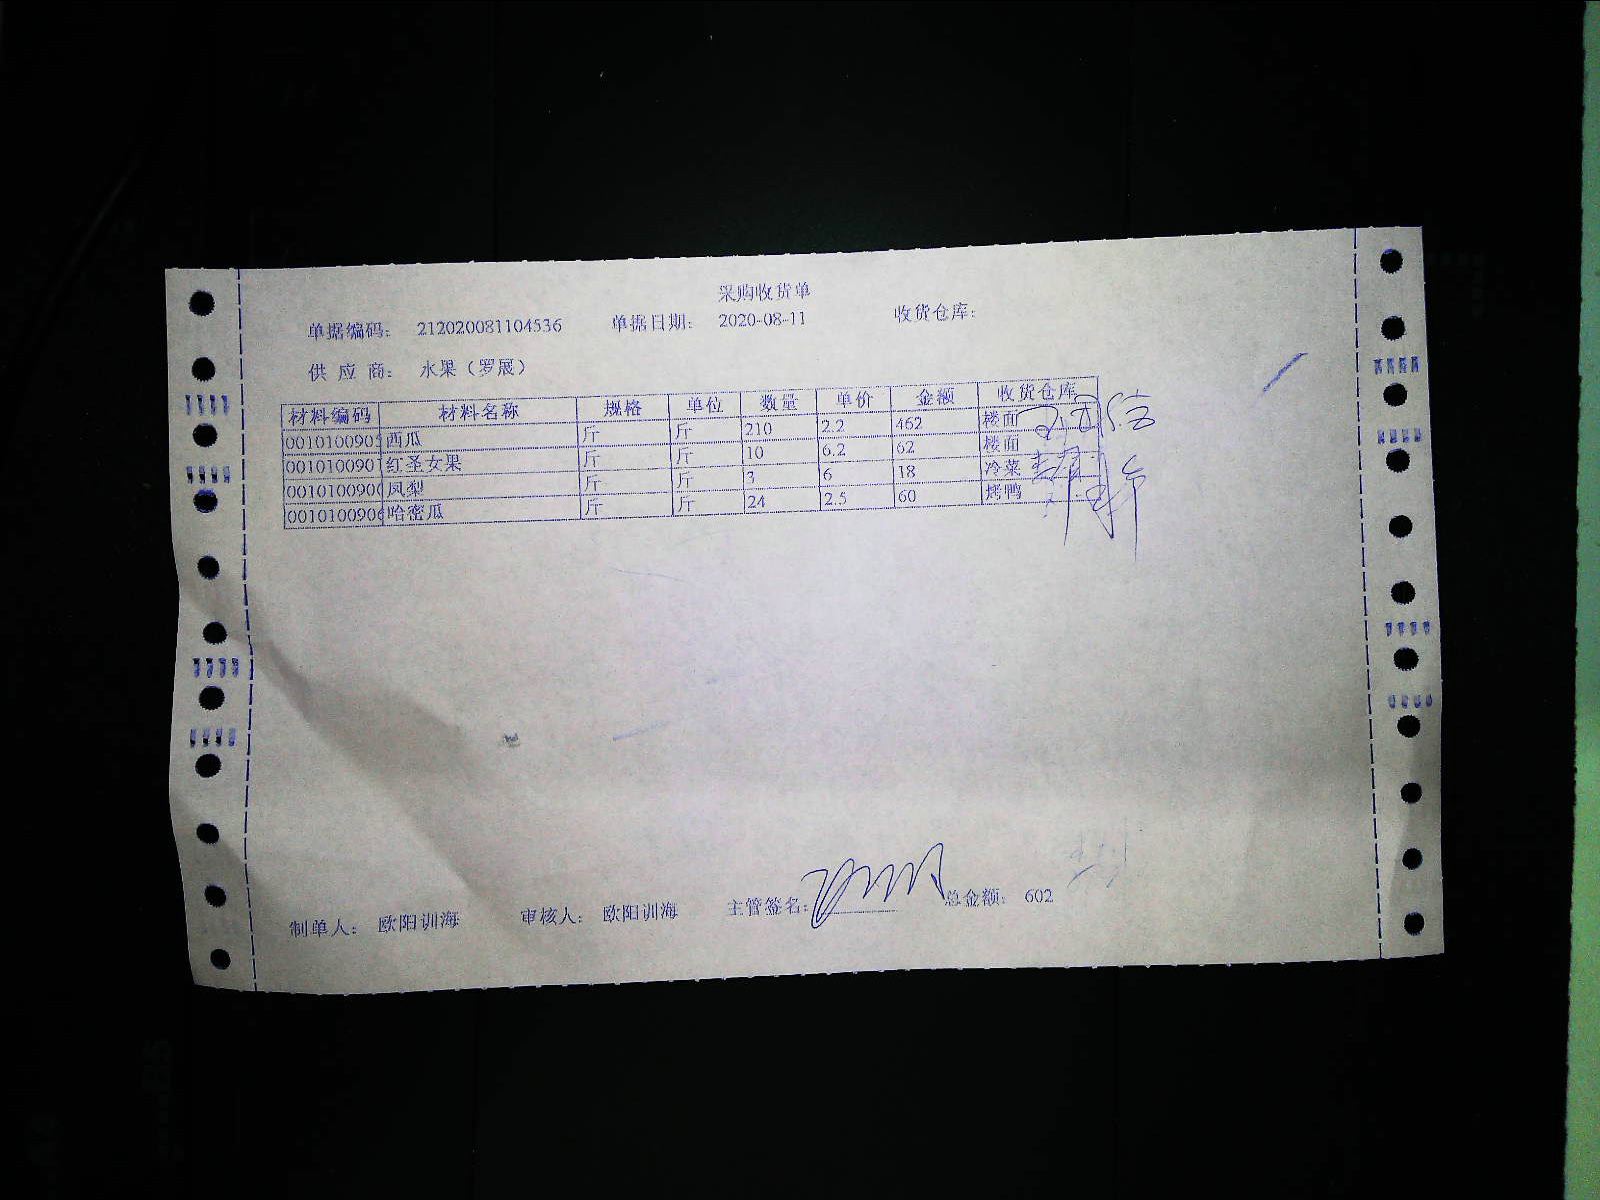 采购收货单
单据编码： 212020081104536 单据日期： 2020-08-11 收货仓库：
供 应 商： 水果（罗展）
材料编码 材料名称 规格 单位 数量 单价 金额 收货仓库
0010100905 西瓜 斤 斤 210 2.2 462 楼面
0010100901 红圣女果 斤 斤 10 6.2 62 楼面
0010100900 凤梨 斤 斤 3 6 18 冷菜
0010100906 哈密瓜 斤 斤 24 2.5 60 烤鸭
制单人： 欧阳训海 审核人： 欧阳训海 主管签名： 总金额： 602